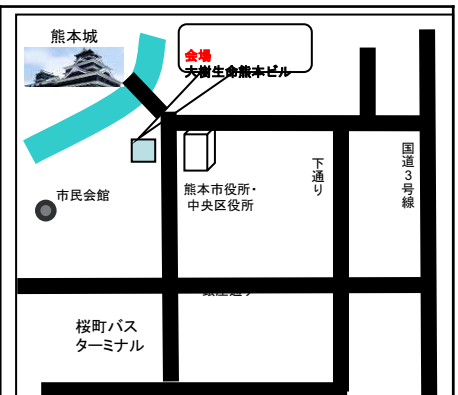 熊本城
会場
大樹生命熊本ビル
市民会館
熊本市役所・
中央区役所
下通り
国道3号線
桜町バス
ターミナル